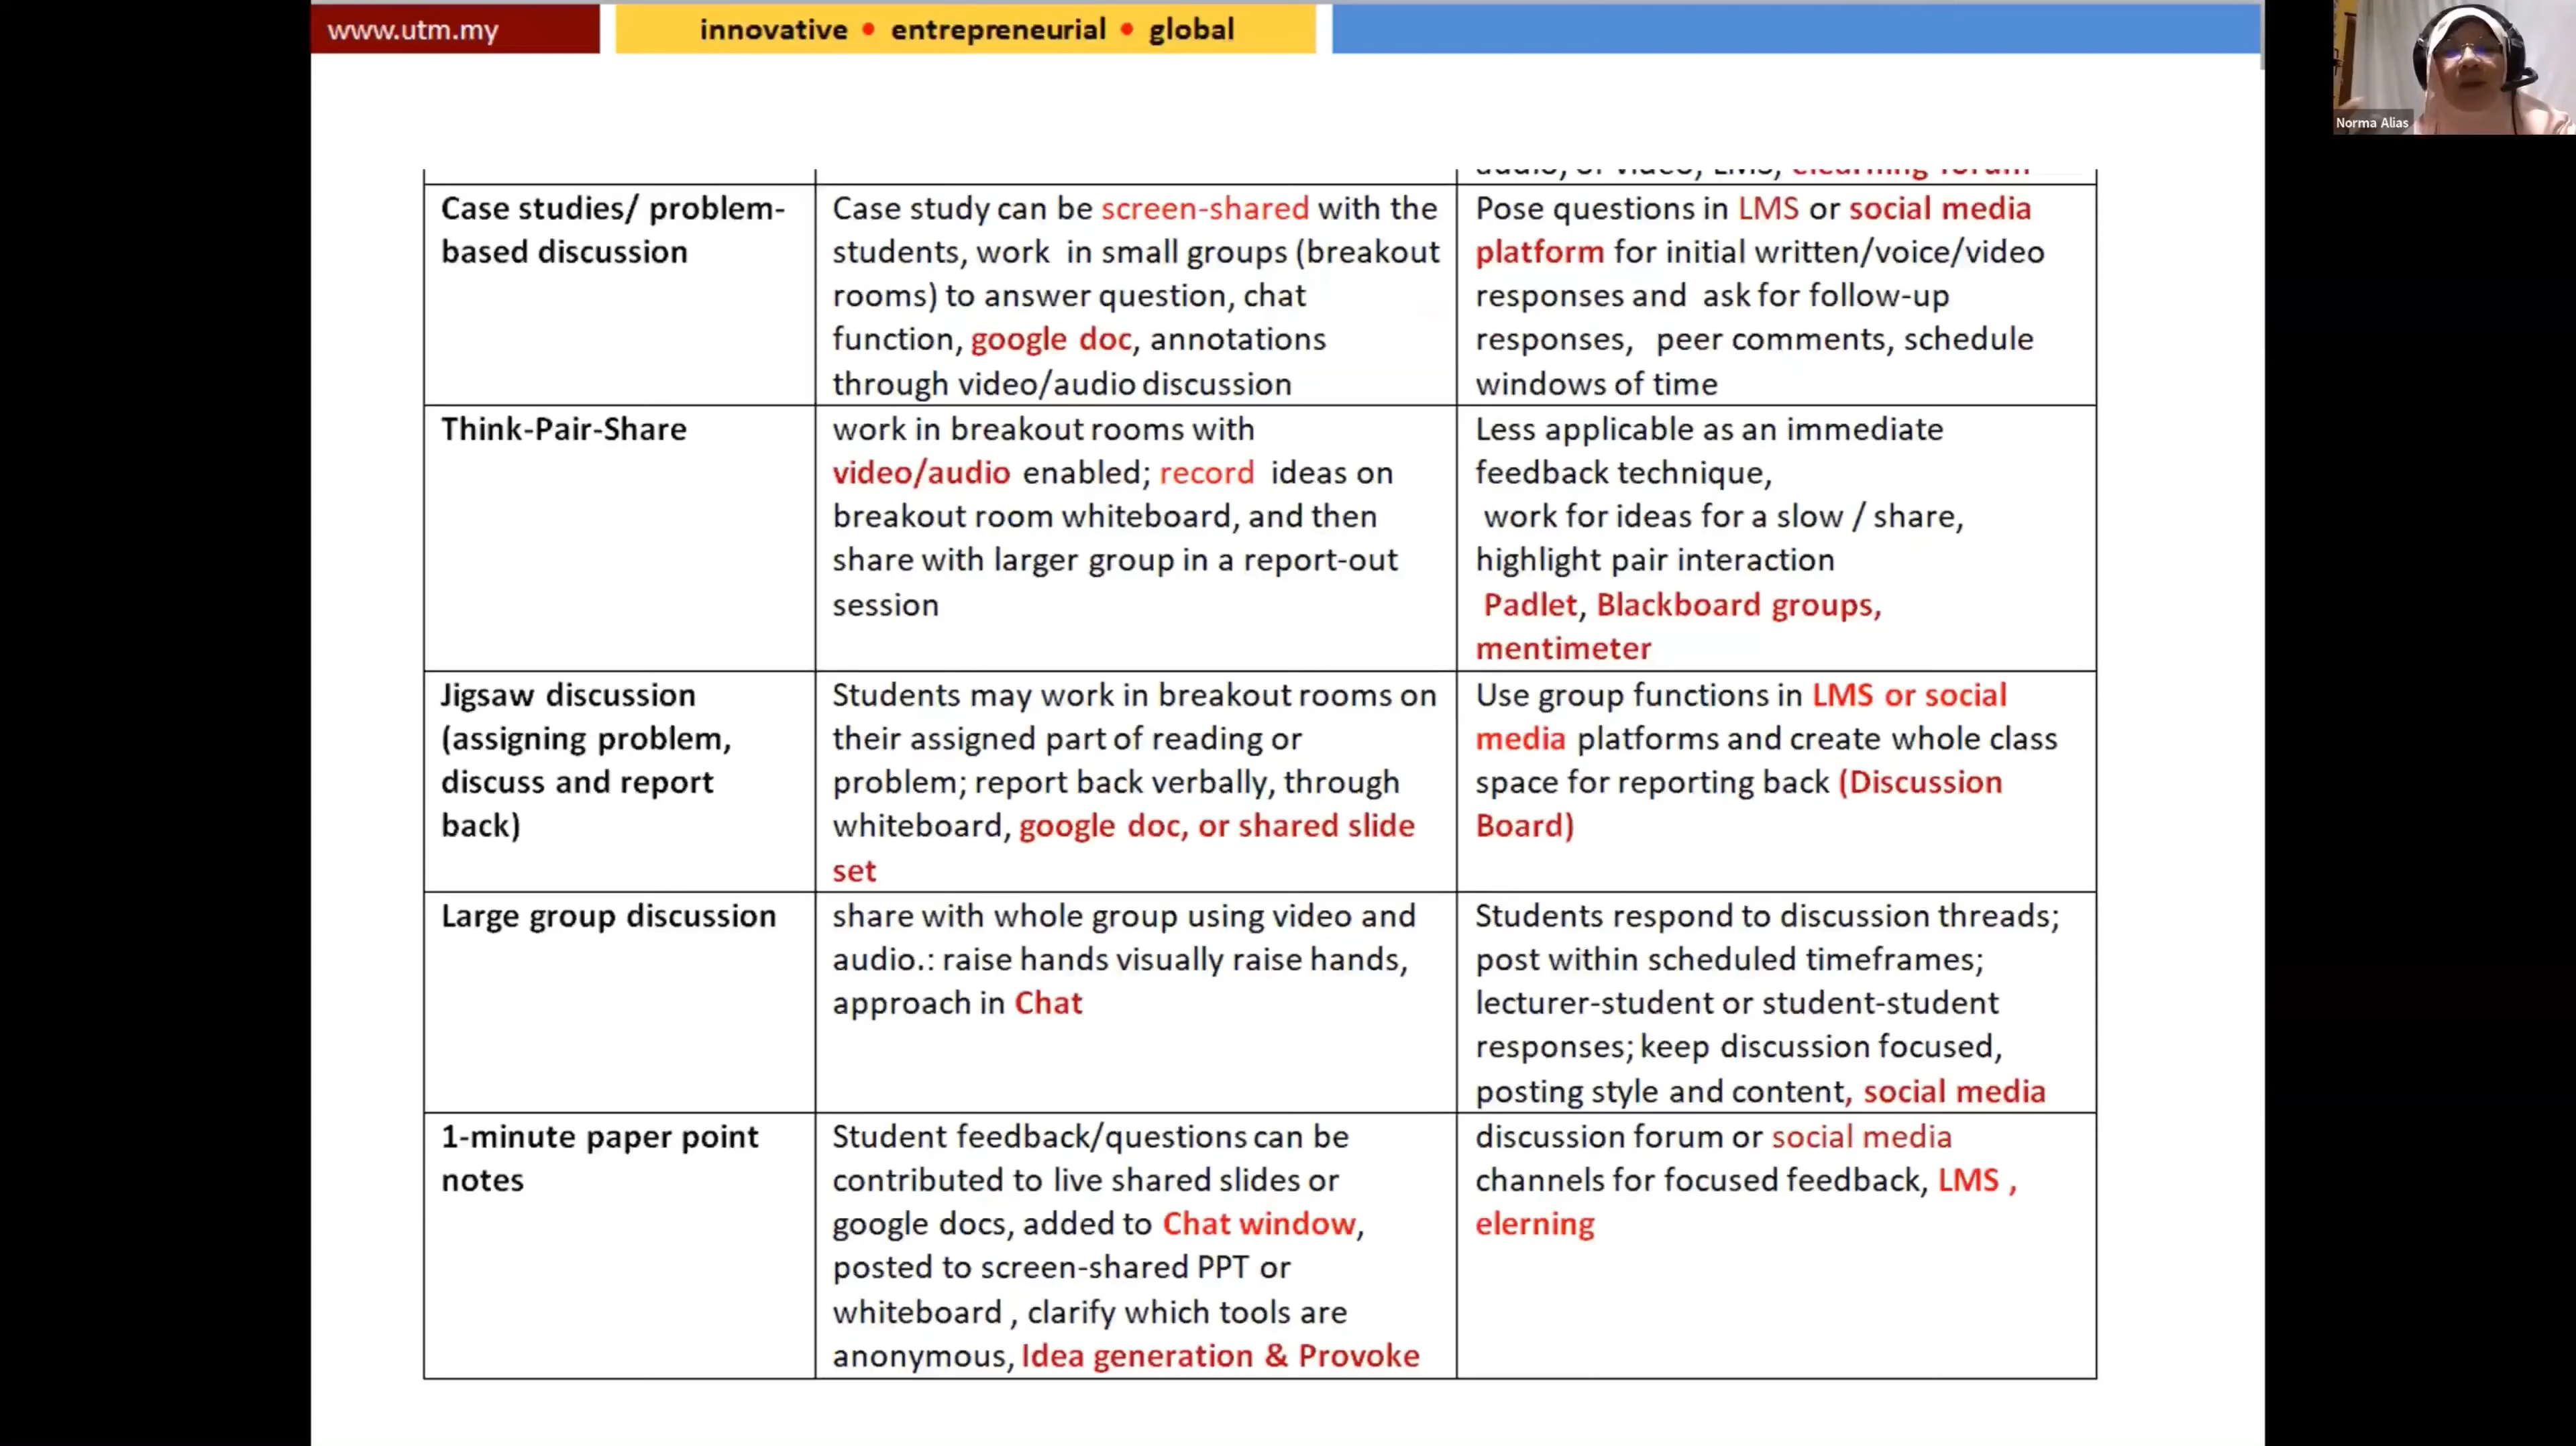 www.utm.my
innovative • entrepreneurial • global
Norma Alias
audio, or video, LMS, elearning forum
Case studies/ problem-
based discussion
Case study can be screen-shared with the
students, work in small groups (breakout
rooms) to answer question, chat
function, google doc, annotations
through video/audio discussion
Pose questions in LMS or social media
platform for initial written/voice/video
responses and ask for follow-up
responses, peer comments, schedule
windows of time
Think-Pair-Share
work in breakout rooms with
video/audio enabled; record ideas on
breakout room whiteboard, and then
share with larger group in a report-out
session
Less applicable as an immediate
feedback technique,
work for ideas for a slow / share,
highlight pair interaction
Padlet, Blackboard groups,
mentimeter
Jigsaw discussion
(assigning problem,
discuss and report
back)
Students may work in breakout rooms on
their assigned part of reading or
problem; report back verbally, through
whiteboard, google doc, or shared slide
set
Use group functions in LMS or social
media platforms and create whole class
space for reporting back (Discussion
Board)
Large group discussion
share with whole group using video and
audio.: raise hands visually raise hands,
approach in Chat
Students respond to discussion threads;
post within scheduled timeframes;
lecturer-student or student-student
responses; keep discussion focused,
posting style and content, social media
1-minute paper point
notes
Student feedback/questions can be
contributed to live shared slides or
google docs, added to Chat window,
posted to screen-shared PPT or
whiteboard , clarify which tools are
anonymous, Idea generation & Provoke
discussion forum or social media
channels for focused feedback, LMS ,
elerning